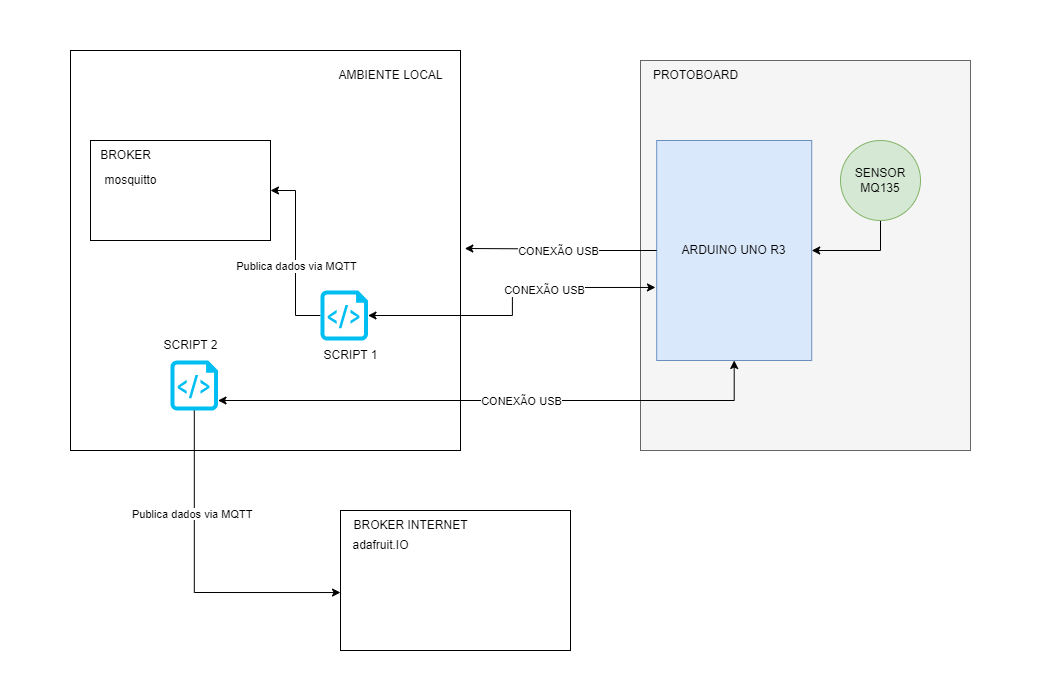 AMBIENTE LOCAL
PROTOBOARD
BROKER
mosquitto
SENSOR
MQ135
CONEXÃO USB
ARDUINO UNO R3
Publica dados via MQTT
CONEXÃO USB
</>
SCRIPT 1
SCRIPT 2
</>
CONEXÃO USB
Publica dados via MQTT
BROKER INTERNET
adafruit.IO